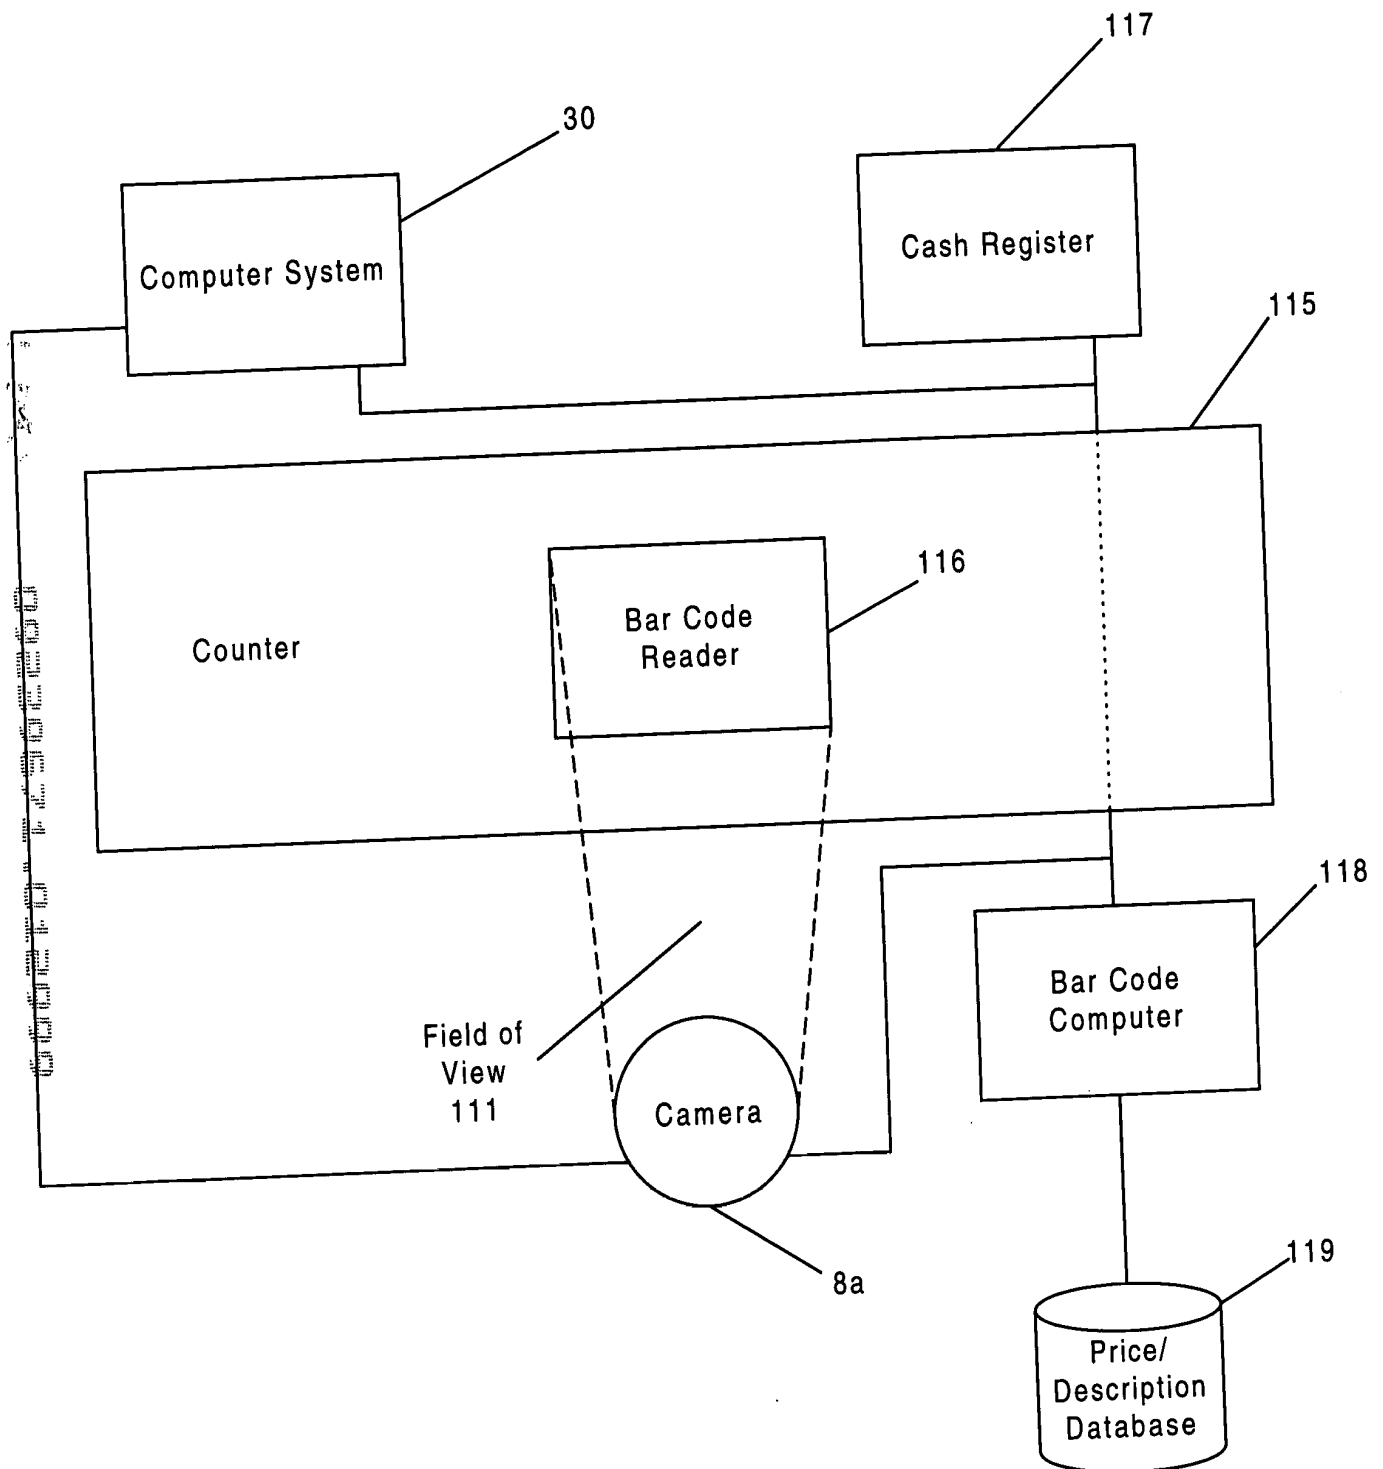 117
30
Cash Register
Computer System
115
116
Bar Code
Reader
Counter
118
Bar Code
Computer
Field of
View
111
Camera
119
8a
Price/
Description
Database